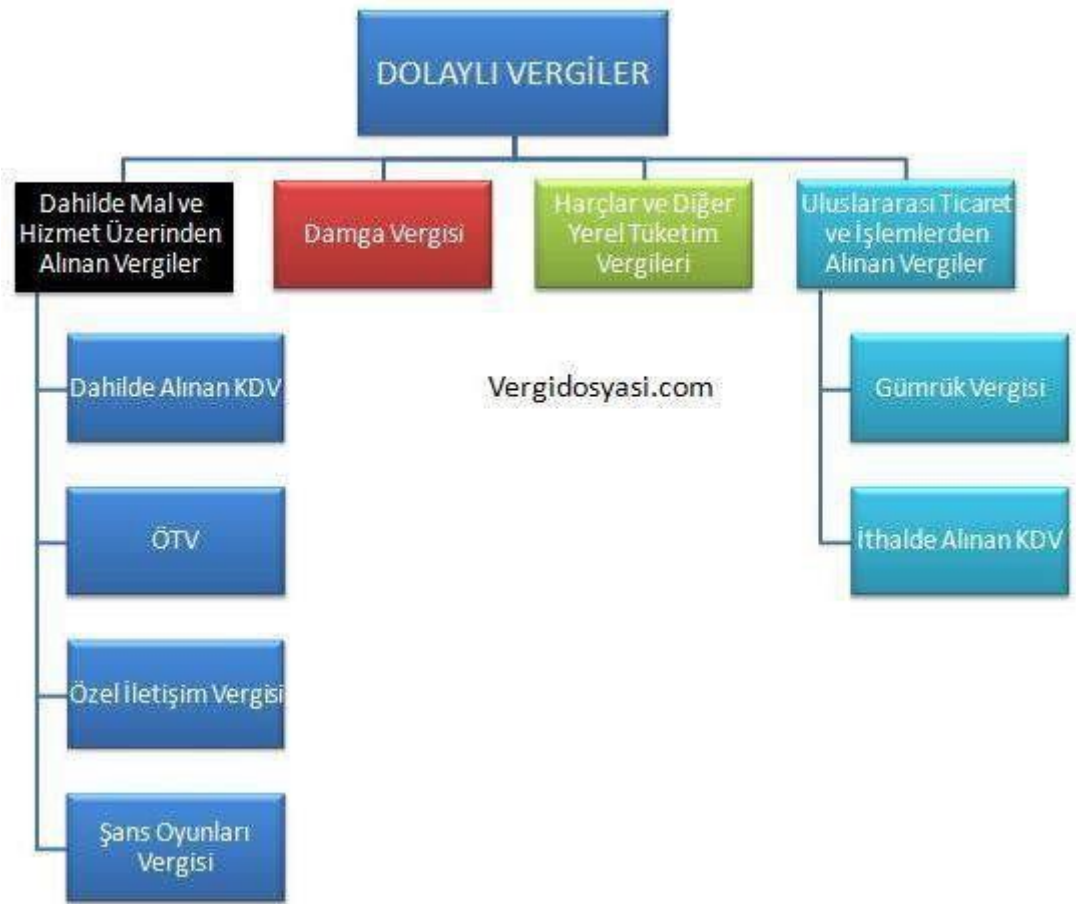 DOLAYLI VERGİLER
Dahilde Mal ve
Hizmet Üzerinden
Alınan Vergiler
Damga Vergisi
Harçlar ve Diğer
Yerel Tüketim
Vergileri
Uluslararası Ticaret
ve İşlemlerden
Alınan Vergiler
Dahilde Alınan KDV
Vergidosyasi.com
Gümrük Vergisi
ÖTV
İthalde Alınan KDV
Özel İletişim Vergisi
Şans Oyunları
Vergisi